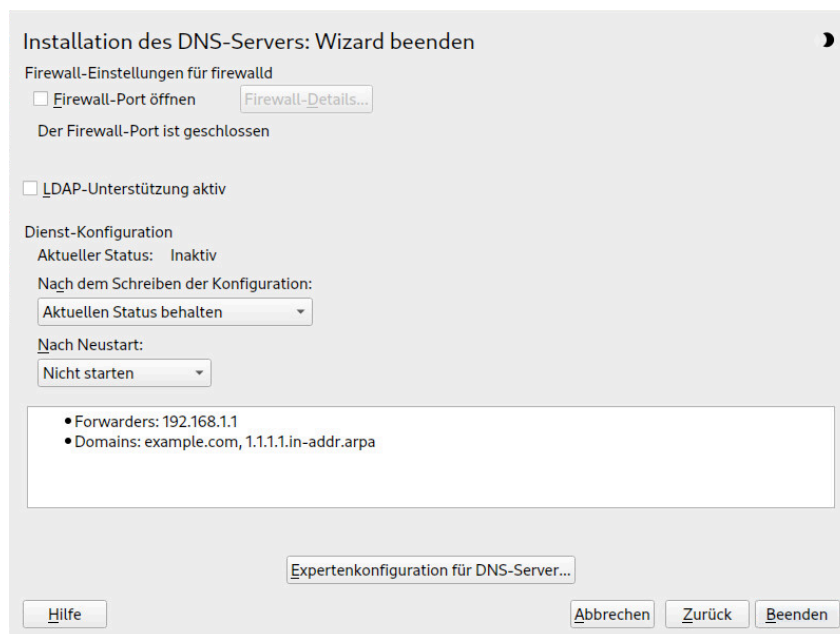 Installation des DNS-Servers: Wizard beenden
Firewall-Einstellungen für firewalld
Firewall-Port öffnen Firewall-Details...
Der Firewall-Port ist geschlossen
LDAP-Unterstützung aktiv
Dienst-Konfiguration
Aktueller Status: Inaktiv
Nach dem Schreiben der Konfiguration:
Aktuellen Status behalten
Nach Neustart:
Nicht starten
• Forwarders: 192.168.1.1
• Domains: example.com, 1.1.1.1.in-addr.arpa
Expertenkonfiguration für DNS-Server...
Hilfe Abbrechen Zurück Beenden